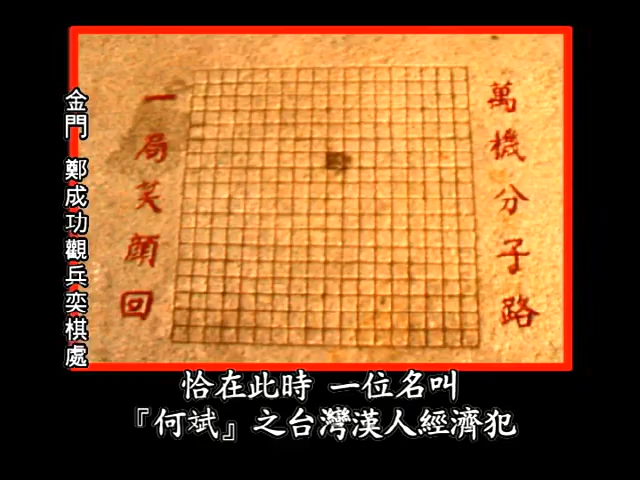 萬機分子路
一局笑顏回
金門 鄭成功觀兵奕棋處
恰在此時 一位名叫
『何斌』之台灣漢人經濟犯